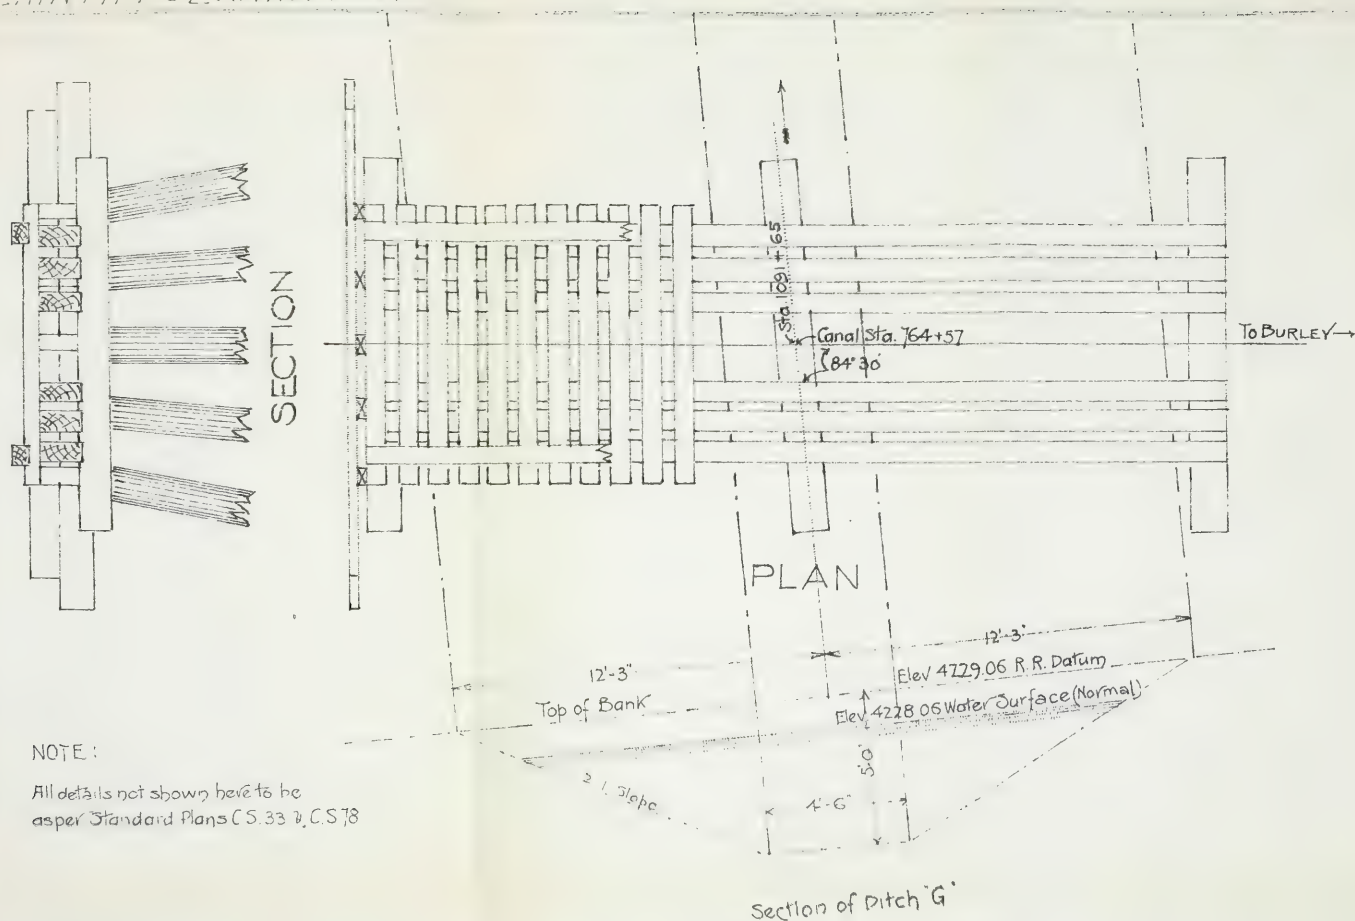 SECTION
Sta. 1091+65
Canal Sta. 764+57
84°30'
To BURLEY
PLAN
12'-3"
12'-3"
Elev 4229.06 R.R. Datum
Top of Bank
Elev 4228.06 Water Surface (Normal)
5.0'
2 1. Slope
4'-6"
NOTE:
All details not shown here to be
as per Standard Plans C.S. 33 & C.S 78
Section of Ditch "G"